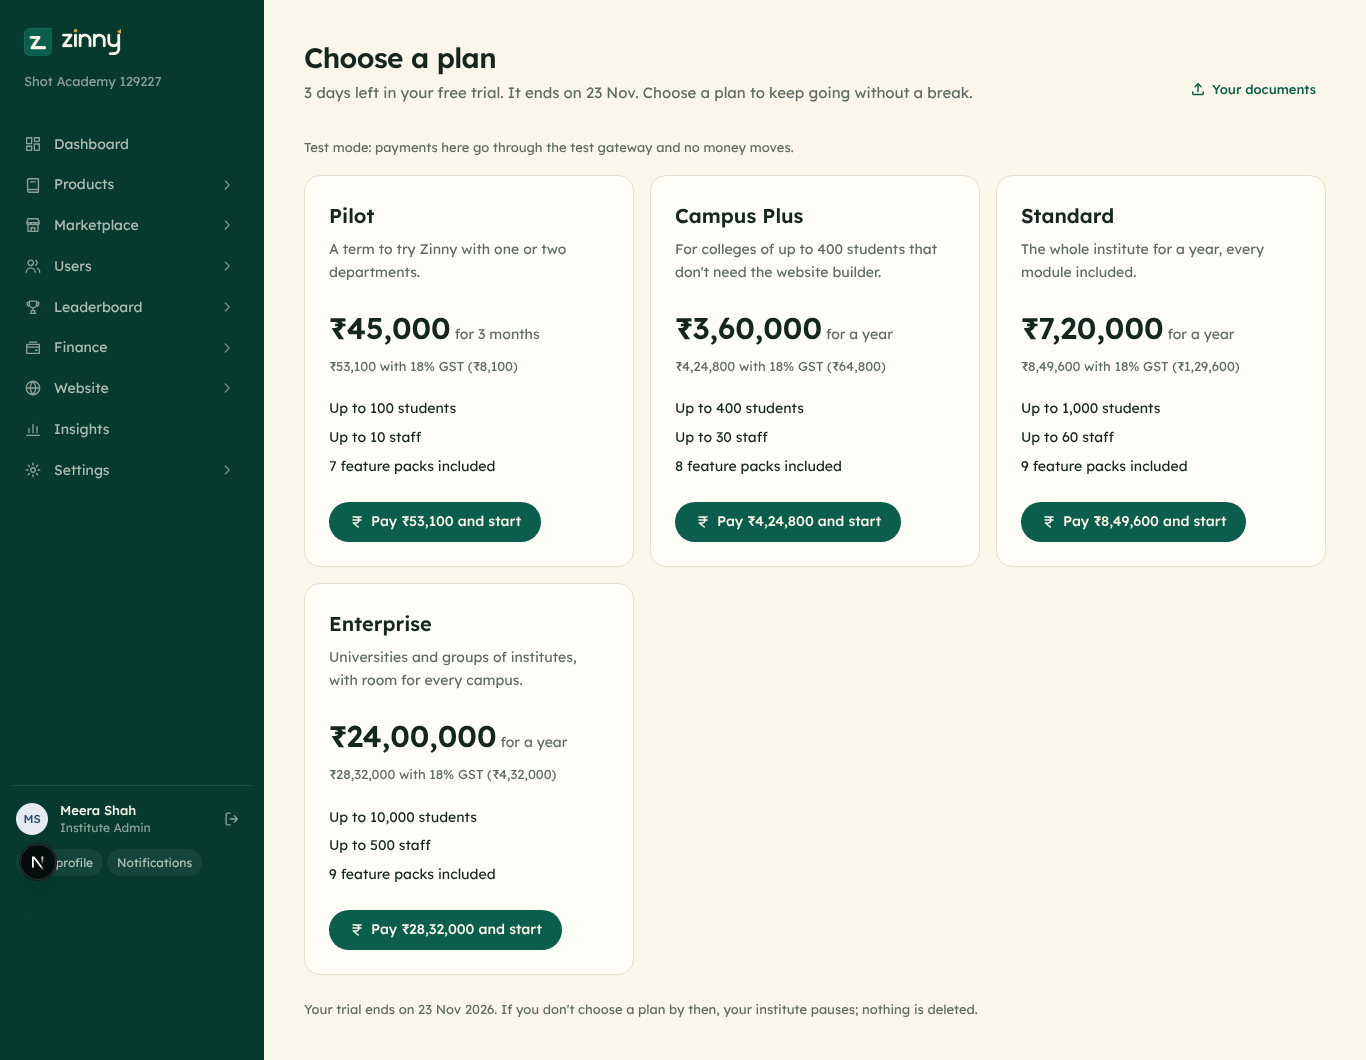 zinny
Shot Academy 129227
Dashboard
Products
Marketplace
Users
Leaderboard
Finance
Website
Insights
Settings
MS
Meera Shah
Institute Admin
N
profile
Notifications
Choose a plan
3 days left in your free trial. It ends on 23 Nov. Choose a plan to keep going without a break.
Your documents
Test mode: payments here go through the test gateway and no money moves.
Pilot
A term to try Zinny with one or two
departments.
₹45,000 for 3 months
₹53,100 with 18% GST (₹8,100)
Up to 100 students
Up to 10 staff
7 feature packs included
₹ Pay ₹53,100 and start
Campus Plus
For colleges of up to 400 students that
don't need the website builder.
₹3,60,000 for a year
₹4,24,800 with 18% GST (₹64,800)
Up to 400 students
Up to 30 staff
8 feature packs included
₹ Pay ₹4,24,800 and start
Standard
The whole institute for a year, every
module included.
₹7,20,000 for a year
₹8,49,600 with 18% GST (₹1,29,600)
Up to 1,000 students
Up to 60 staff
9 feature packs included
₹ Pay ₹8,49,600 and start
Enterprise
Universities and groups of institutes,
with room for every campus.
₹24,00,000 for a year
₹28,32,000 with 18% GST (₹4,32,000)
Up to 10,000 students
Up to 500 staff
9 feature packs included
₹ Pay ₹28,32,000 and start
Your trial ends on 23 Nov 2026. If you don't choose a plan by then, your institute pauses; nothing is deleted.